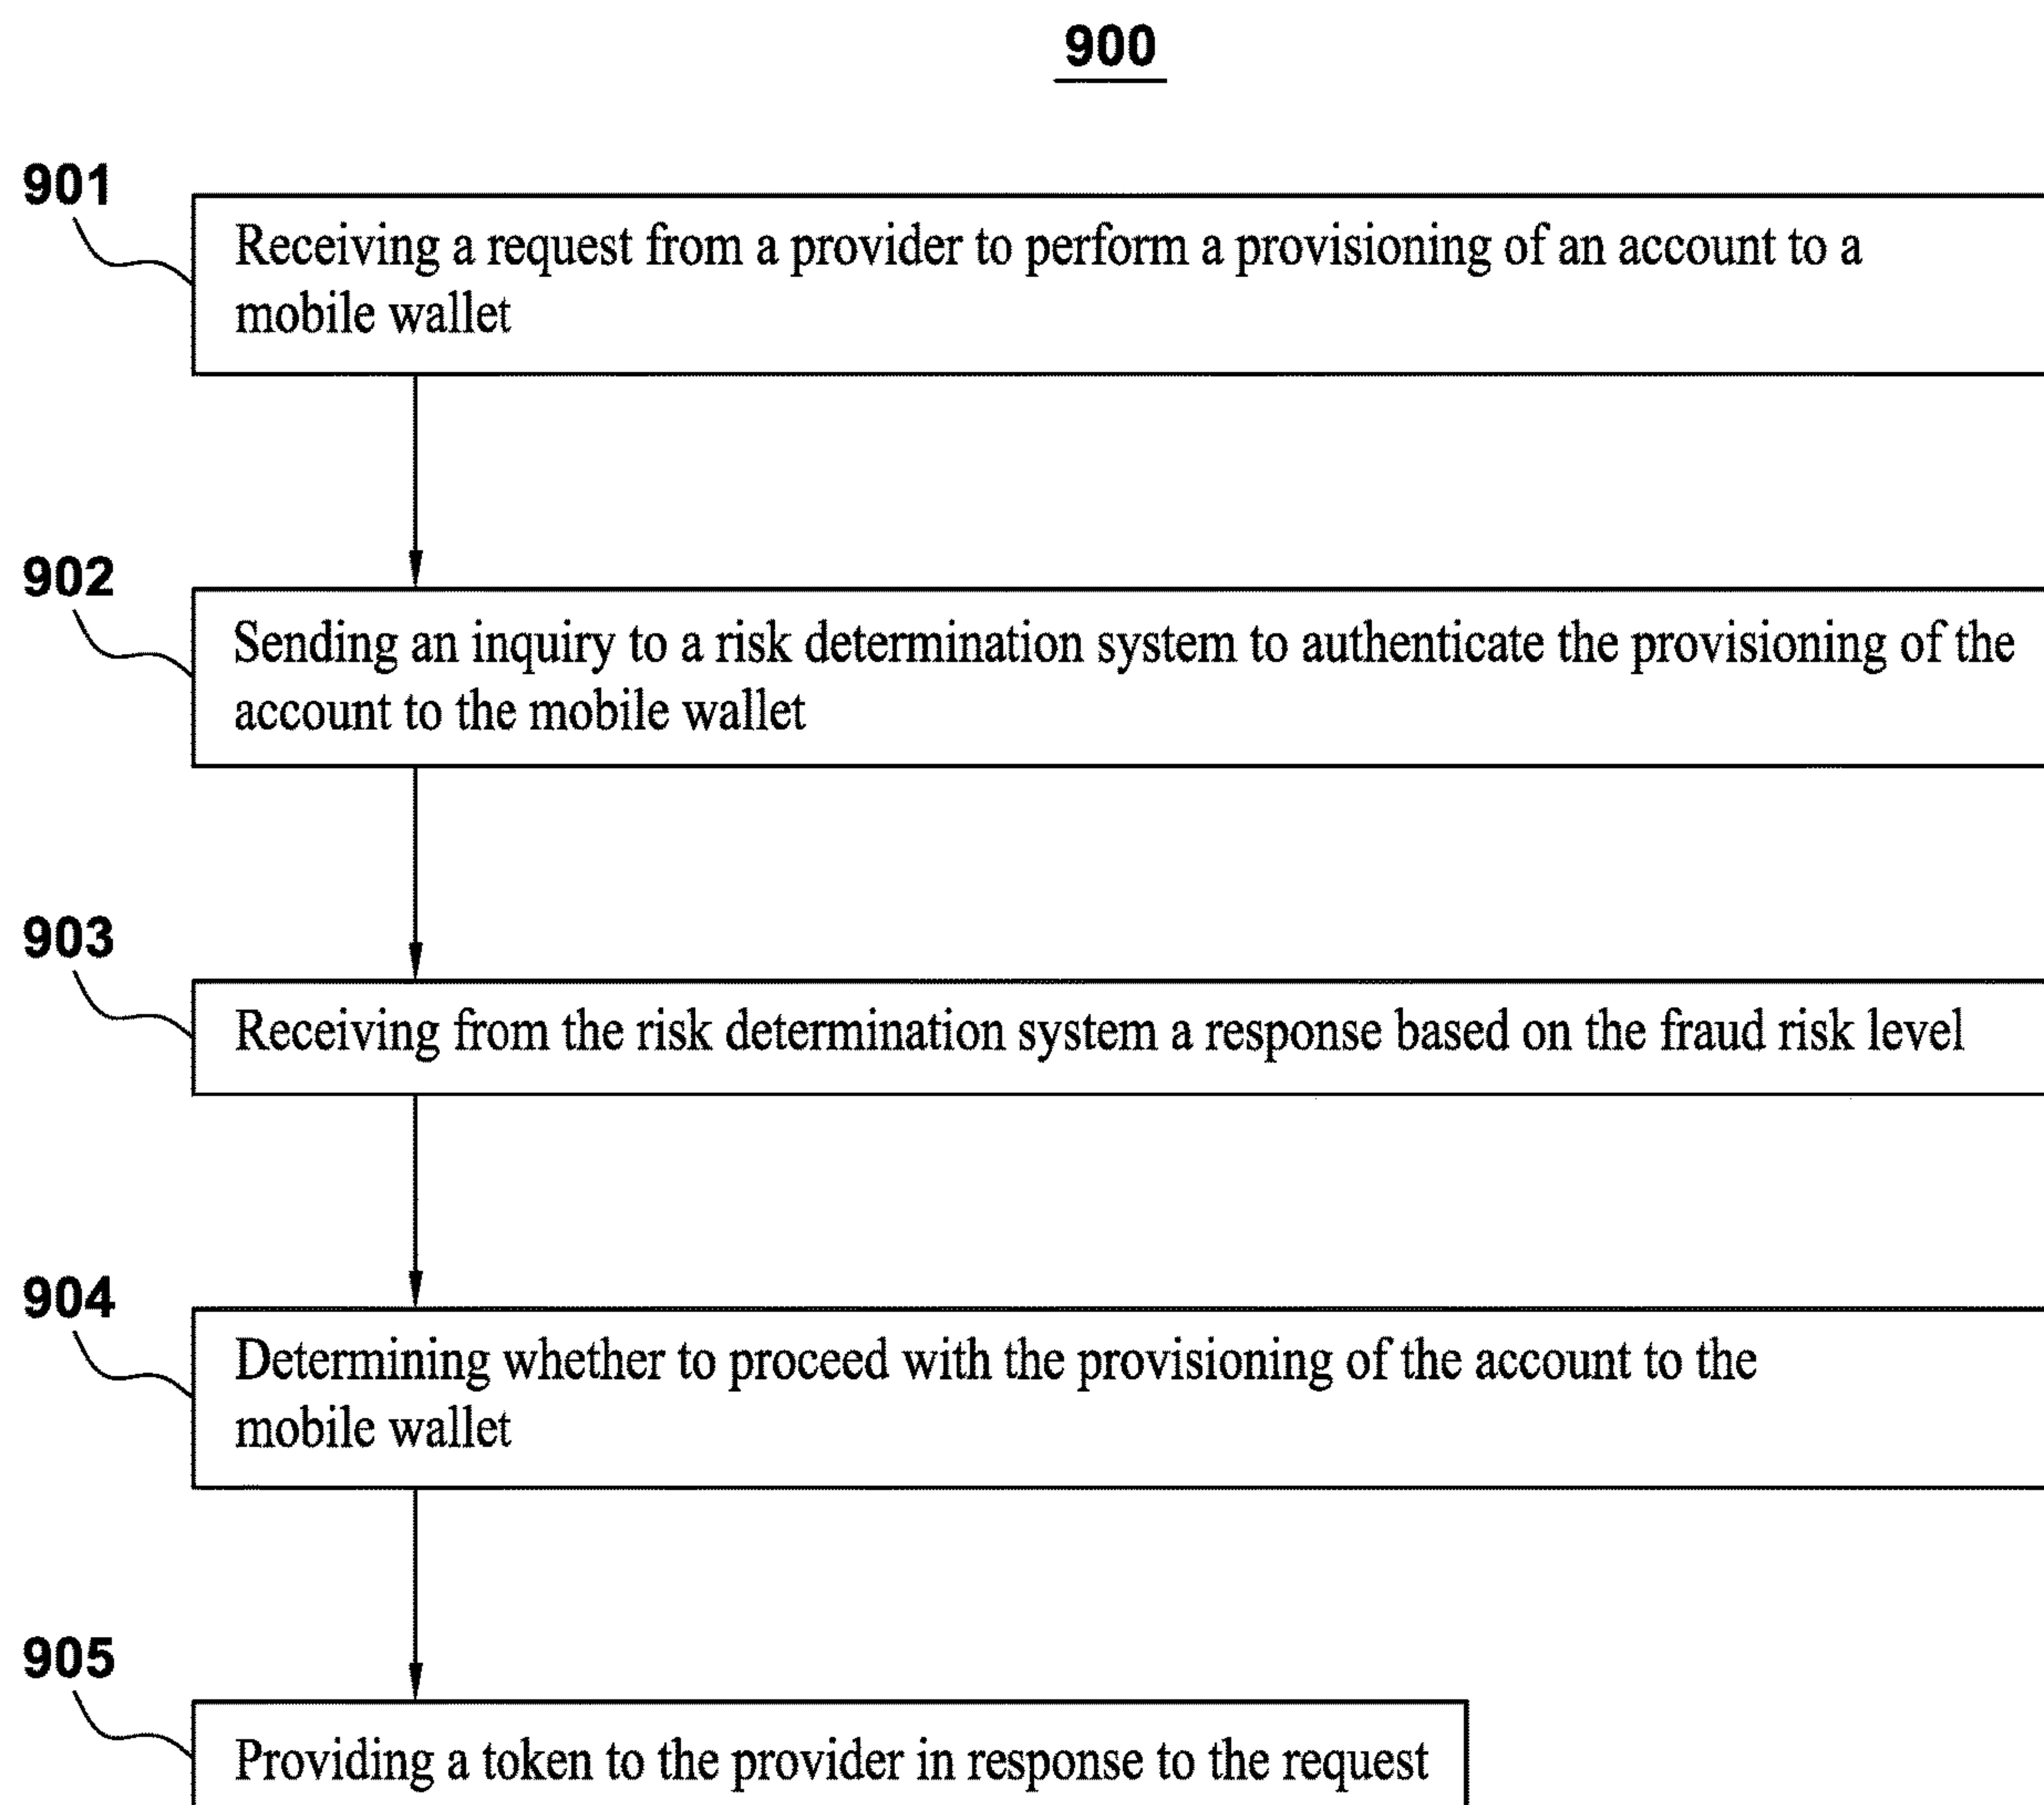 900
901
Receiving a request from a provider to perform a provisioning of an account to a
mobile wallet
902
Sending an inquiry to a risk determination system to authenticate the provisioning of the
account to the mobile wallet
903
Receiving from the risk determination system a response based on the fraud risk level
904
Determining whether to proceed with the provisioning of the account to the
mobile wallet
905
Providing a token to the provider in response to the request